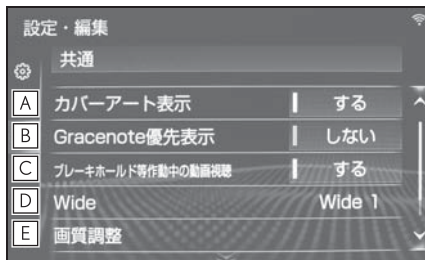 設定・編集
共通
A カバーアート表示 する
B Gracenote優先表示 しない
C ブレーキホールド等作動中の動画視聴 する
D Wide Wide 1
E 画質調整